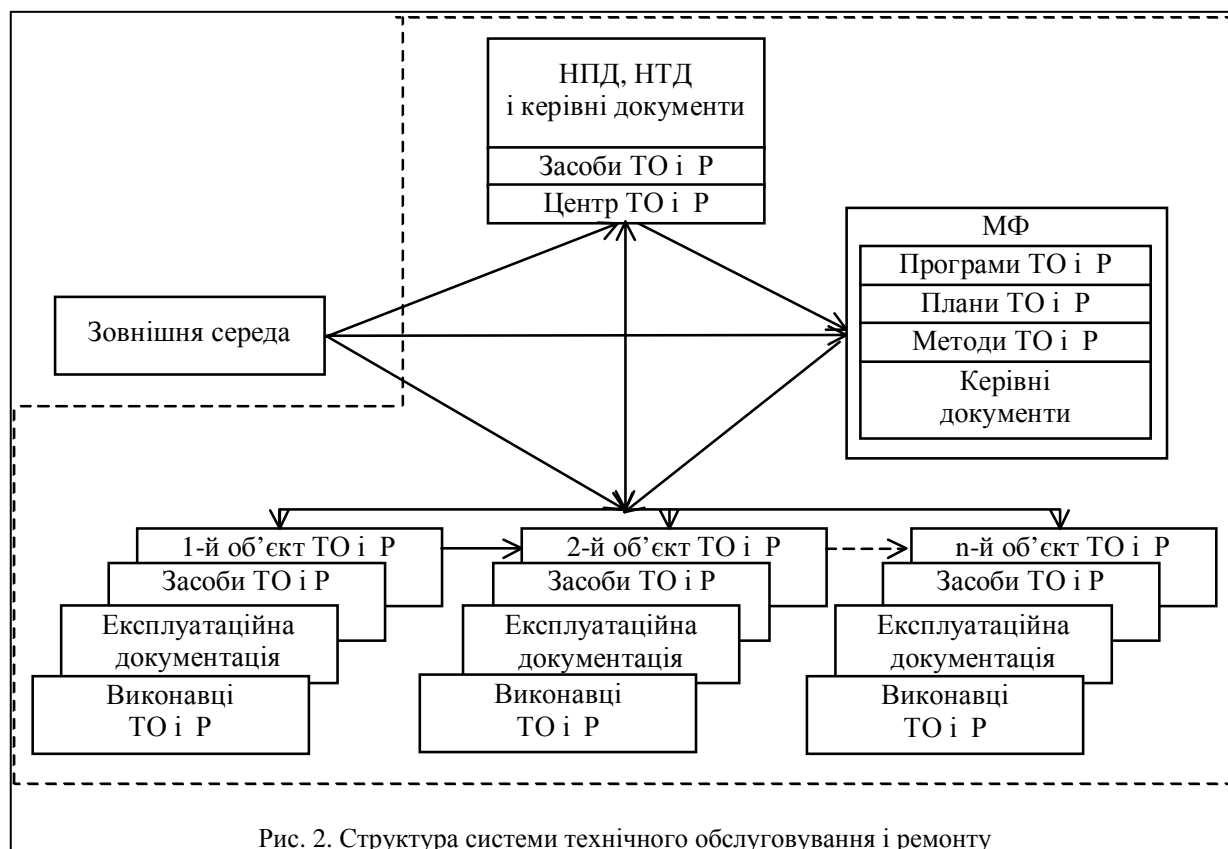 НПД, НТД
і керівні документи
Засоби ТО і Р
Центр ТО і Р
МФ
Програми ТО і Р
Плани ТО і Р
Методи ТО і Р
Керівні
документи
Зовнішня середа
1-й об’єкт ТО і Р
Засоби ТО і Р
Експлуатаційна
документація
Виконавці
ТО і Р
2-й об’єкт ТО і Р
Засоби ТО і Р
Експлуатаційна
документація
Виконавці
ТО і Р
n-й об’єкт ТО і Р
Засоби ТО і Р
Експлуатаційна
документація
Виконавці
ТО і Р
Рис. 2. Структура системи технічного обслуговування і ремонту